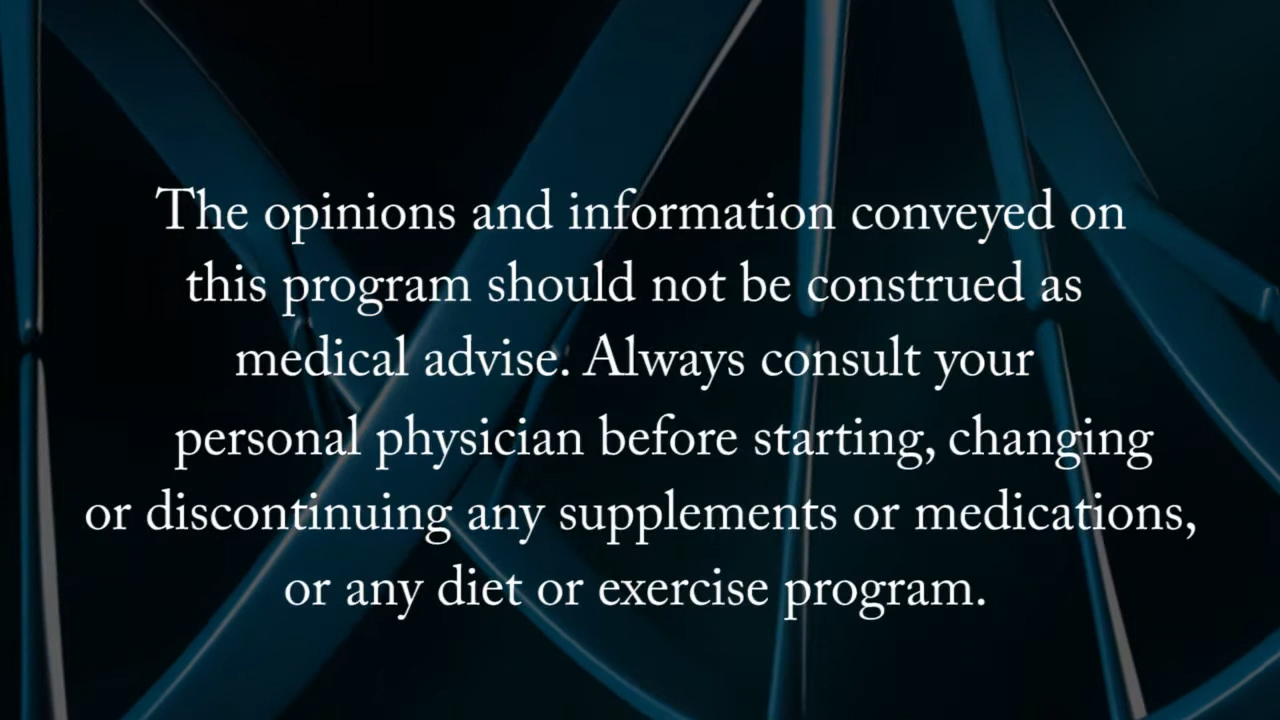 The opinions and information conveyed on
this program should not be construed as
medical advise. Always consult your
personal physician before starting, changing
or discontinuing any supplements or medications,
or any diet or exercise program.